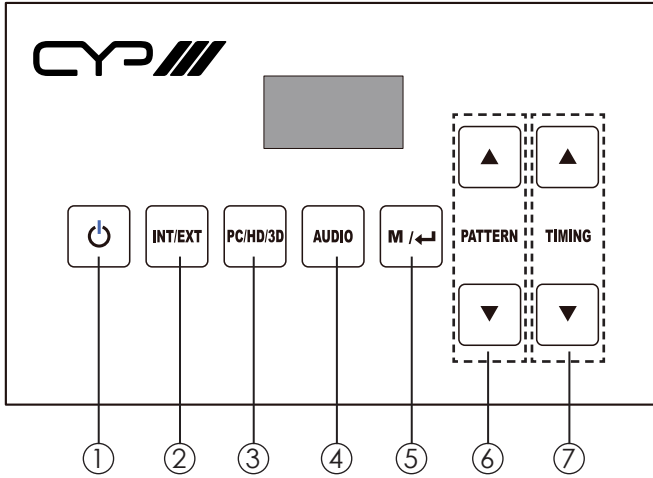 CYP
INT/EXT PC/HD/3D AUDIO M /↵ PATTERN TIMING
1 2 3 4 5 6 7